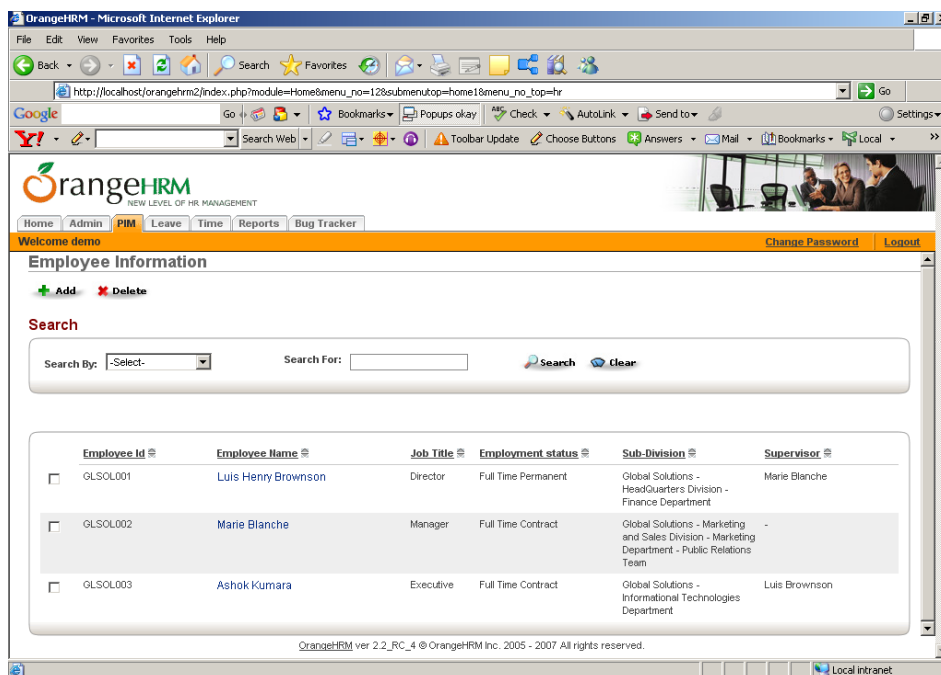 OrangeHRM - Microsoft Internet Explorer
File Edit View Favorites Tools Help
Back Search Favorites
http://localhost/orangehrm2/index.php?module=Home&menu_no=12&submenutop=home1&menu_no_top=hr Go
Google Go Bookmarks Popups okay ABC Check AutoLink Send to Settings
Y! Search Web Toolbar Update Choose Buttons Answers Mail Bookmarks Local »
OrangeHRM
NEW LEVEL OF HR MANAGEMENT
Home Admin PIM Leave Time Reports Bug Tracker
Welcome demo Change Password Logout
Employee Information
Add Delete
Search
Search By: -Select- Search For: Search Clear
Employee Id Employee Name Job Title Employment status Sub-Division Supervisor
GLSOL001 Luis Henry Brownson Director Full Time Permanent Global Solutions - Marie Blanche
HeadQuarters Division -
Finance Department
GLSOL002 Marie Blanche Manager Full Time Contract Global Solutions - Marketing -
and Sales Division - Marketing
Department - Public Relations
Team
GLSOL003 Ashok Kumara Executive Full Time Contract Global Solutions - Luis Brownson
Informational Technologies
Department
OrangeHRM ver 2.2_RC_4 © OrangeHRM Inc. 2005 - 2007 All rights reserved.
Local intranet